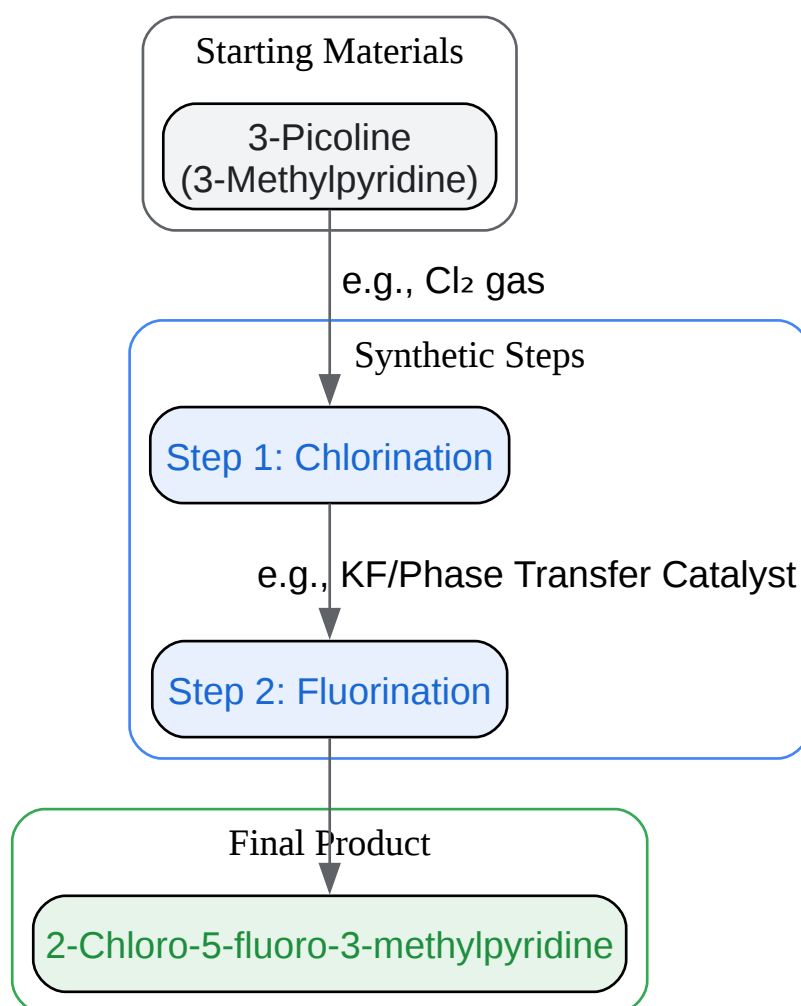 Starting Materials
3-Picoline
(3-Methylpyridine)
e.g., Cl₂ gas
Synthetic Steps
Step 1: Chlorination
e.g., KF/Phase Transfer Catalyst
Step 2: Fluorination
Final Product
2-Chloro-5-fluoro-3-methylpyridine